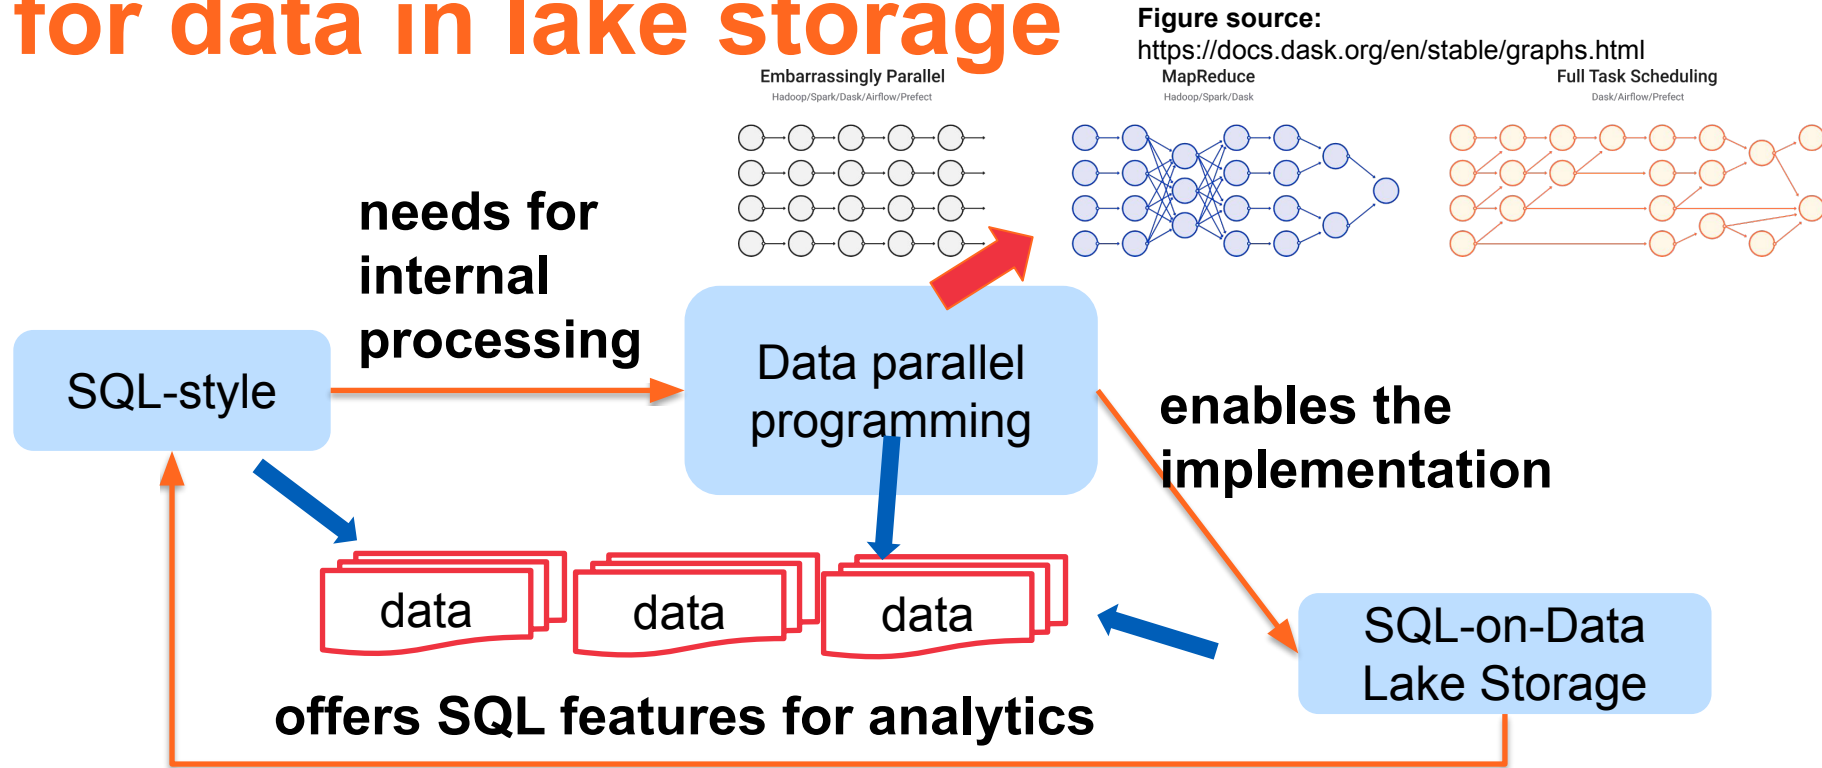 for data in lake storage
Figure source:
https://docs.dask.org/en/stable/graphs.html
Embarrassingly Parallel
Hadoop/Spark/Dask/Airflow/Prefect
MapReduce
Hadoop/Spark/Dask
Full Task Scheduling
Dask/Airflow/Prefect
needs for
internal
processing
SQL-style
Data parallel
programming
enables the
implementation
data
data
data
SQL-on-Data
Lake Storage
offers SQL features for analytics